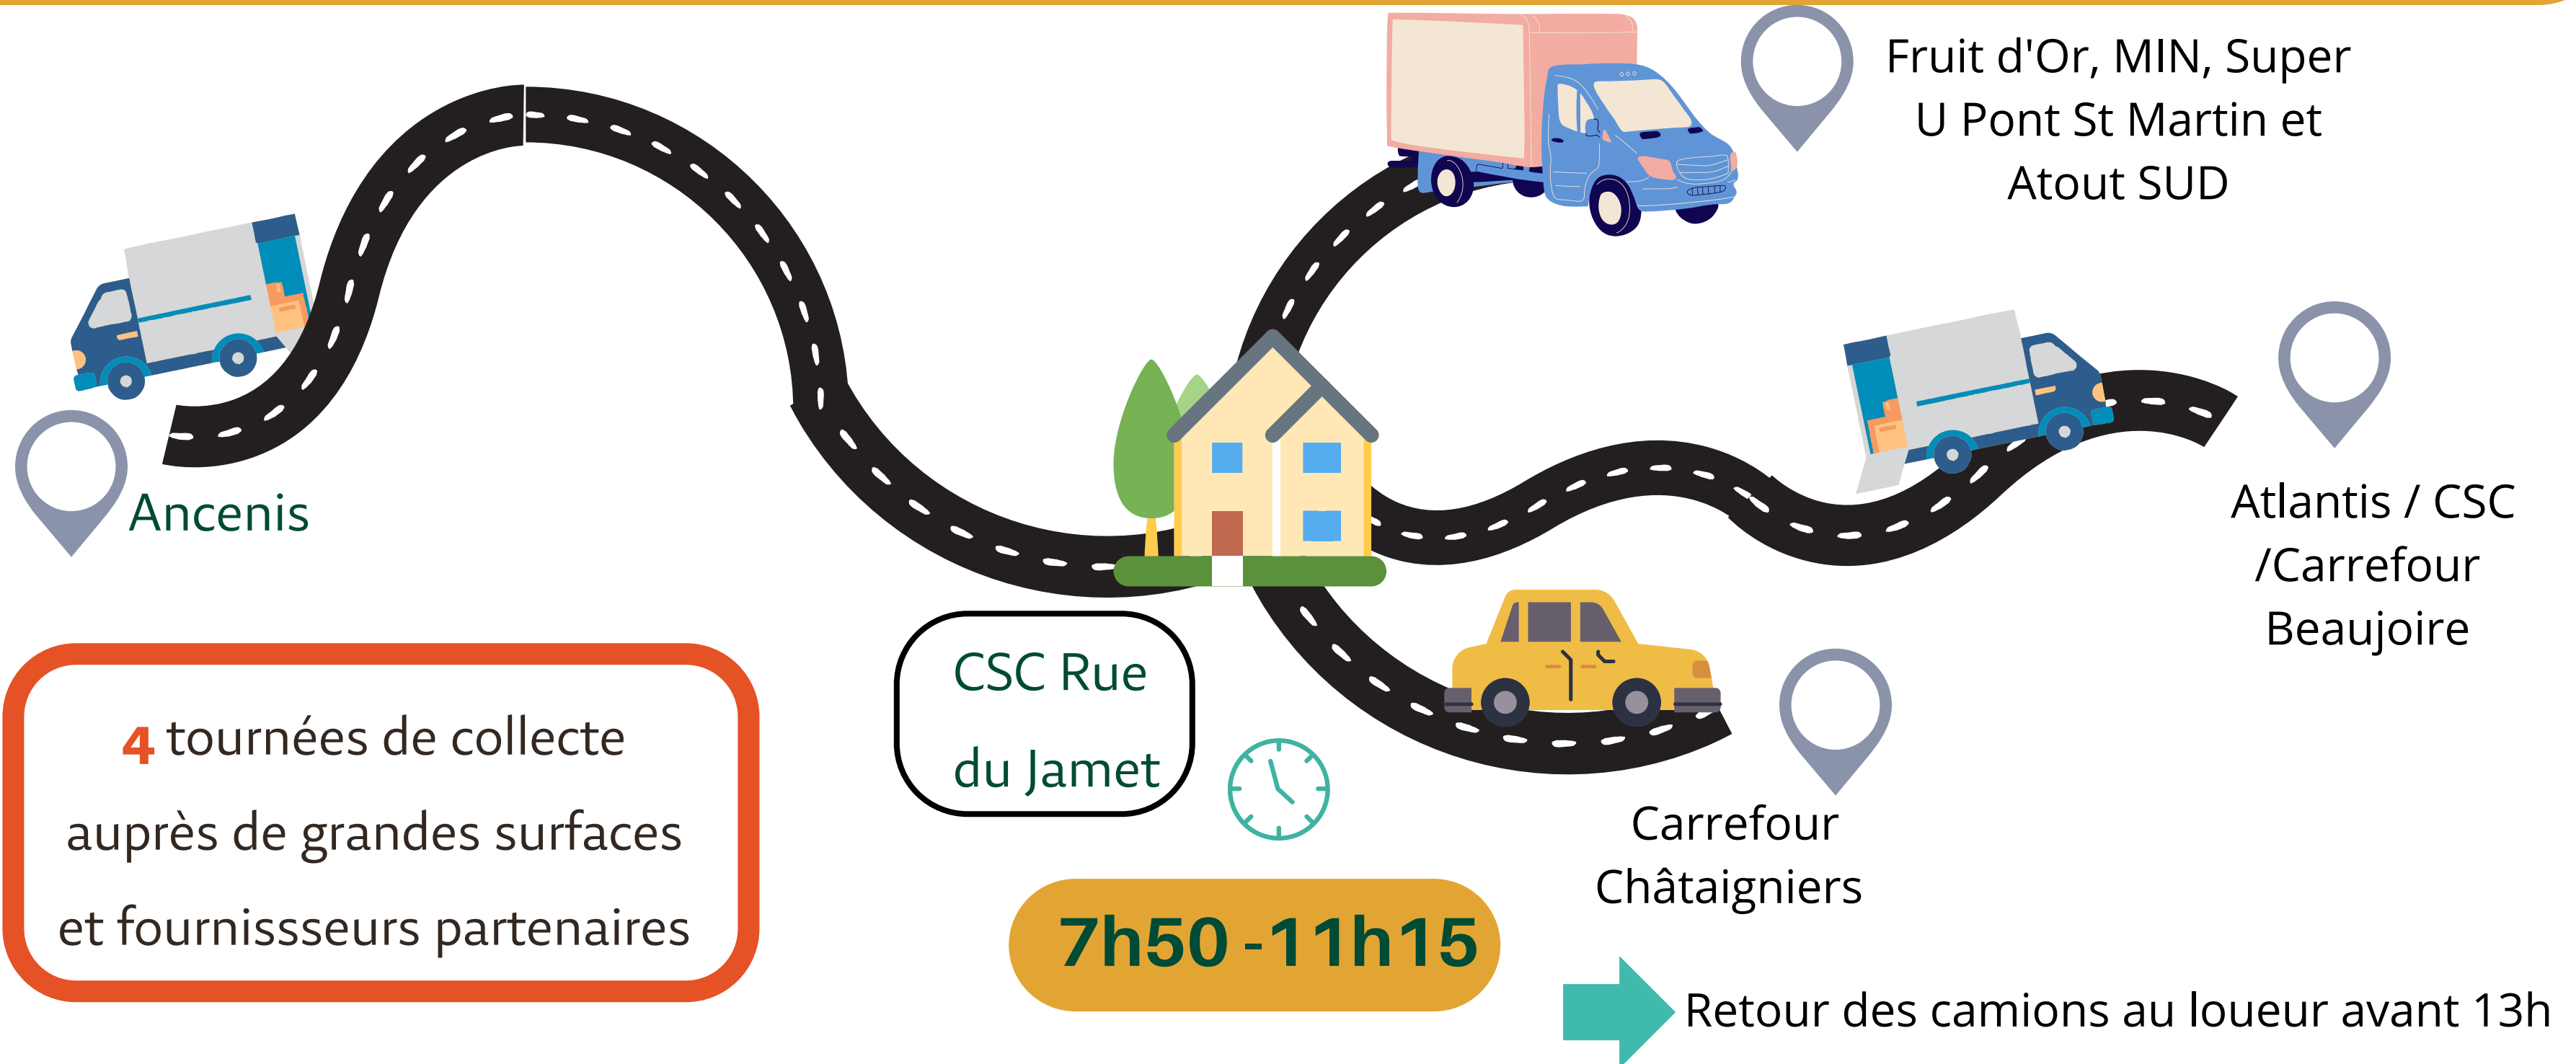 Fruit d'Or, MIN, Super
U Pont St Martin et
Atout SUD
Ancenis
Atlantis / CSC
/Carrefour
Beaujoire
CSC Rue
du Jamet
4 tournées de collecte
auprès de grandes surfaces
et fournissseurs partenaires
Carrefour
Châtaigniers
7h50 -11h15
Retour des camions au loueur avant 13h